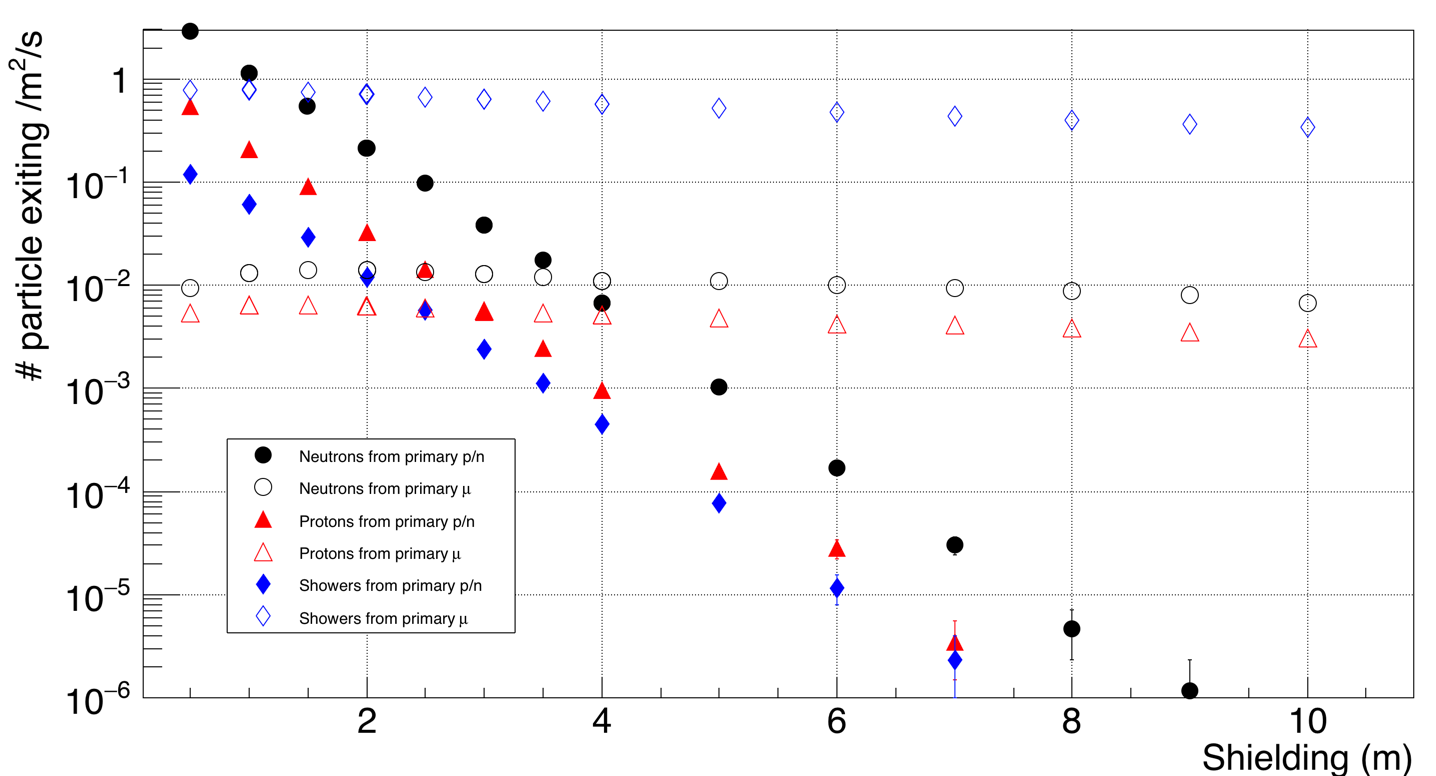 # particle exiting /m²/s
1
10⁻¹
10⁻²
10⁻³
10⁻⁴
10⁻⁵
10⁻⁶
Neutrons from primary p/n
Neutrons from primary μ
Protons from primary p/n
Protons from primary μ
Showers from primary p/n
Showers from primary μ
2 4 6 8 10
Shielding (m)